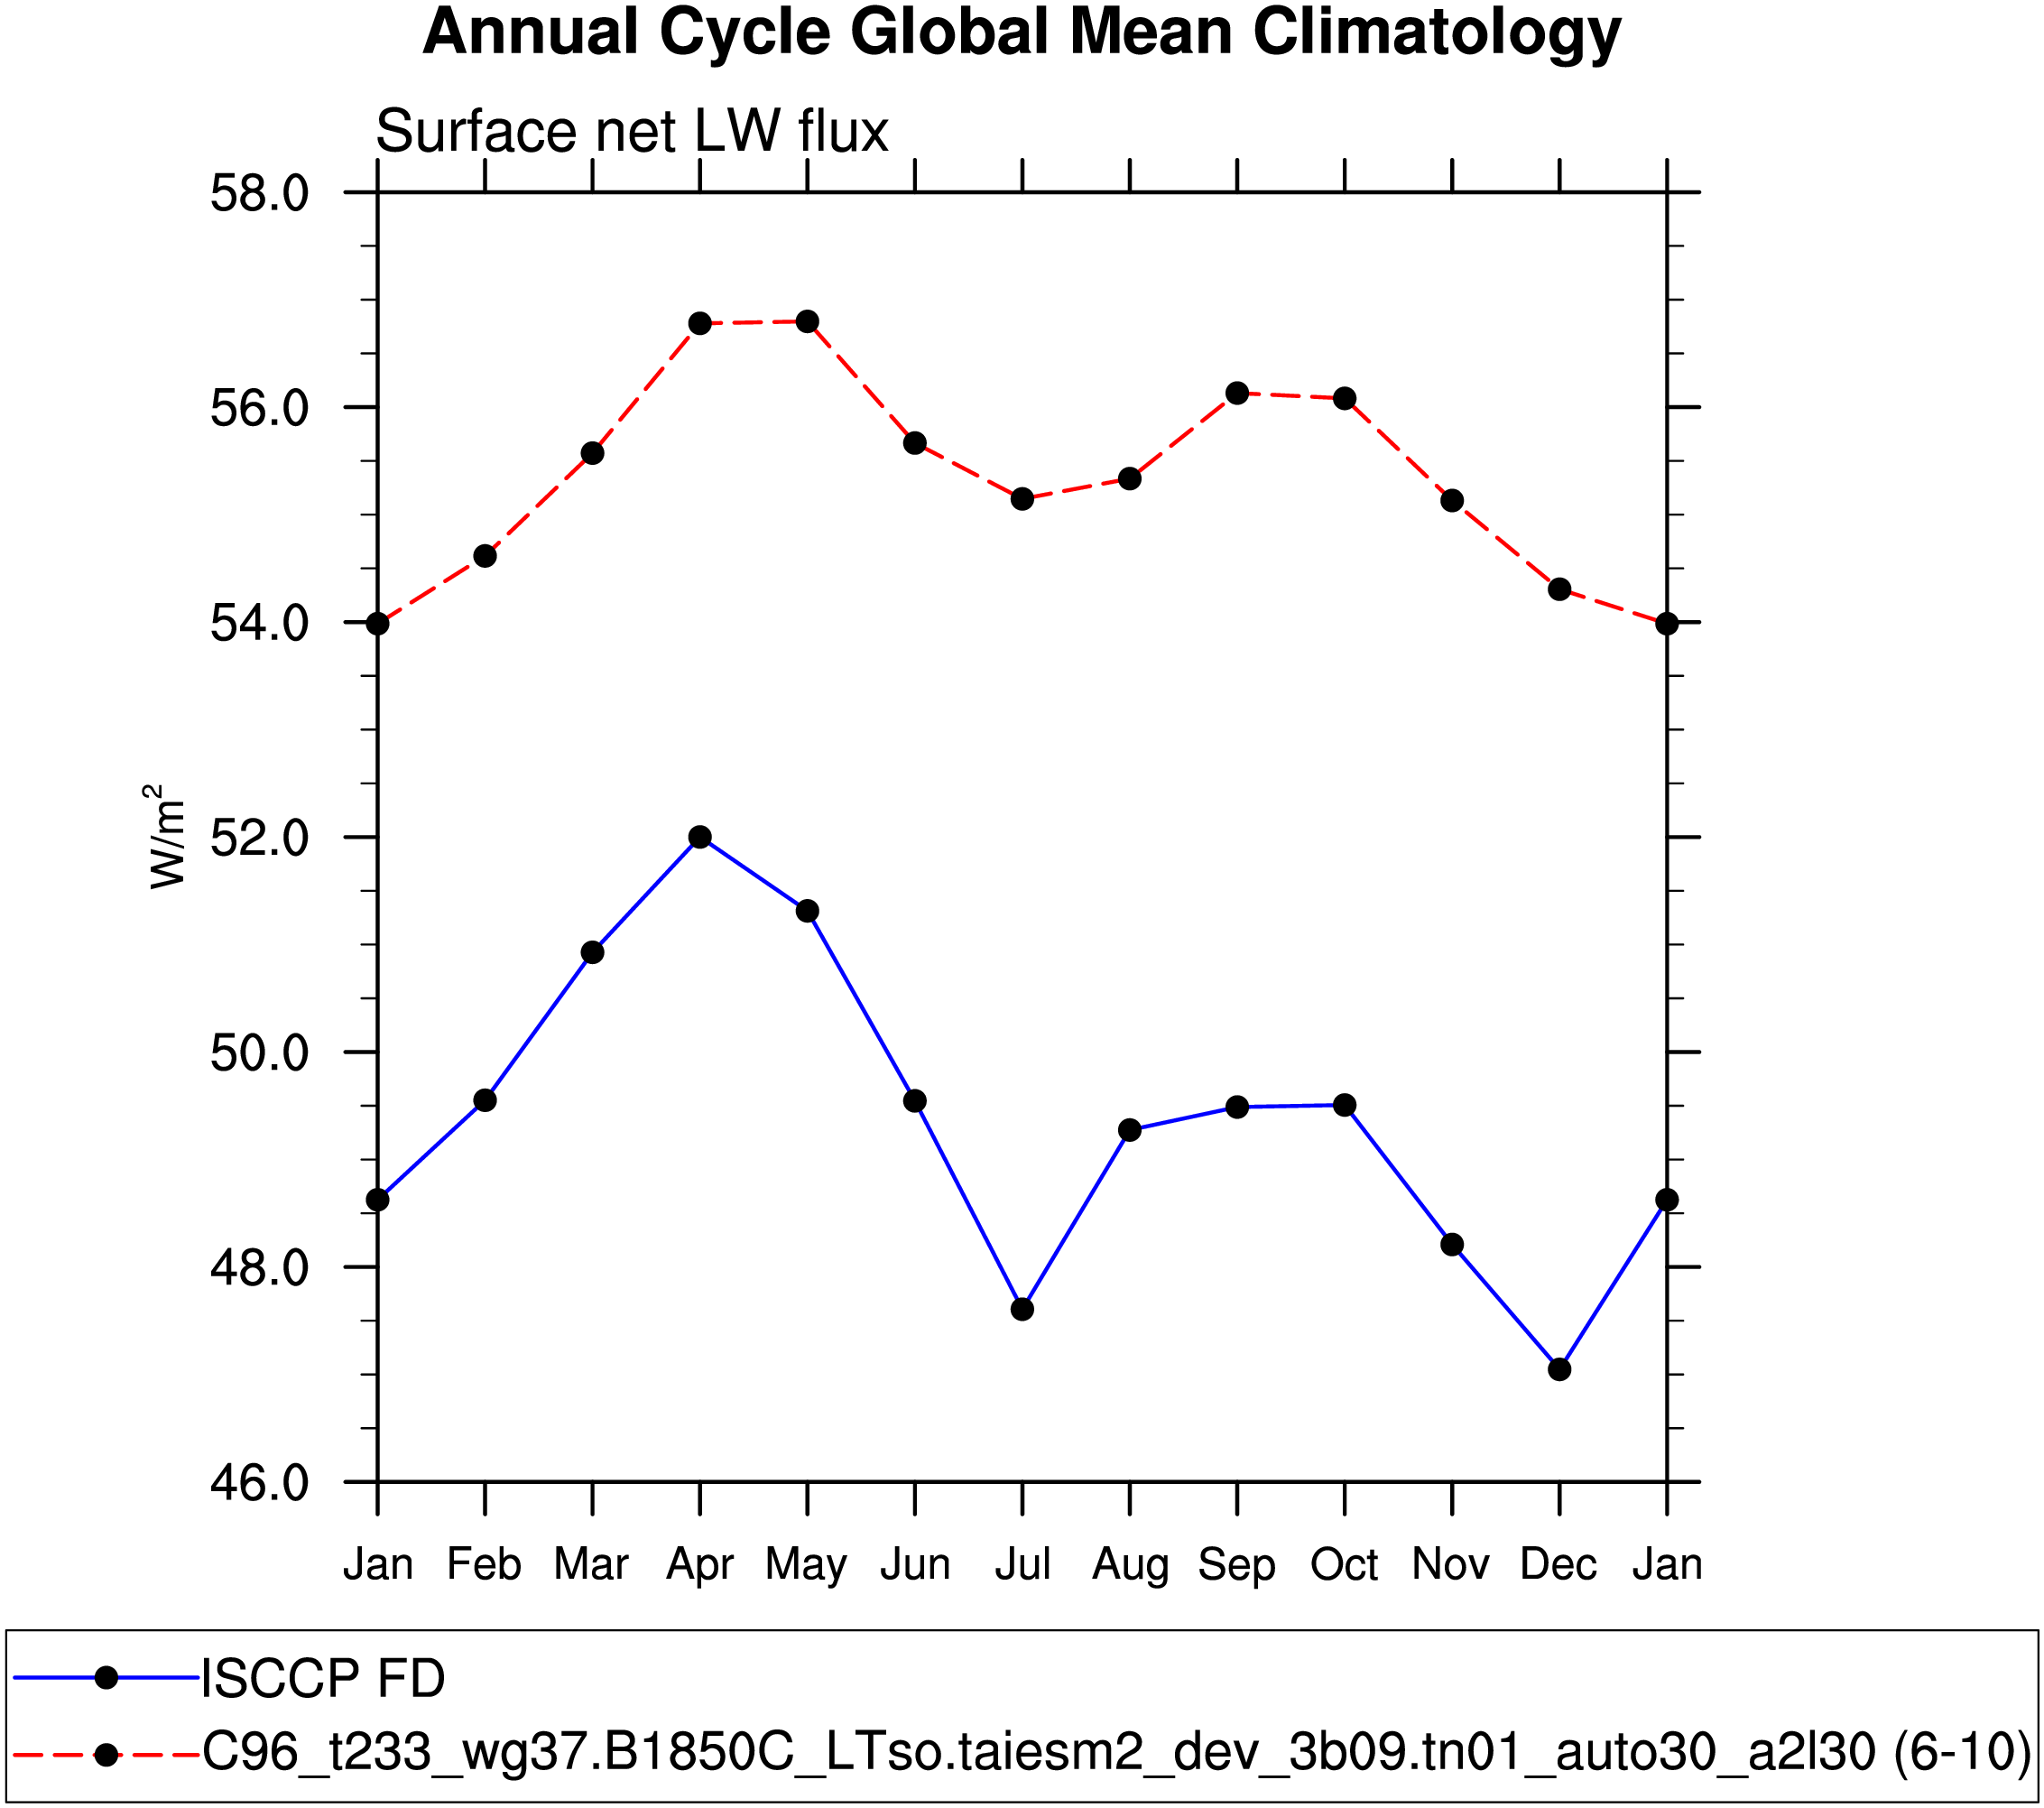 Annual Cycle Global Mean Climatology
Surface net LW flux
58.0
56.0
54.0
52.0
50.0
48.0
46.0
W/m²
Jan Feb Mar Apr May Jun Jul Aug Sep Oct Nov Dec Jan
ISCCP FD
C96_t233_wg37.B1850C_LTso.taiesm2_dev_3b09.tn01_auto30_a2l30 (6-10)